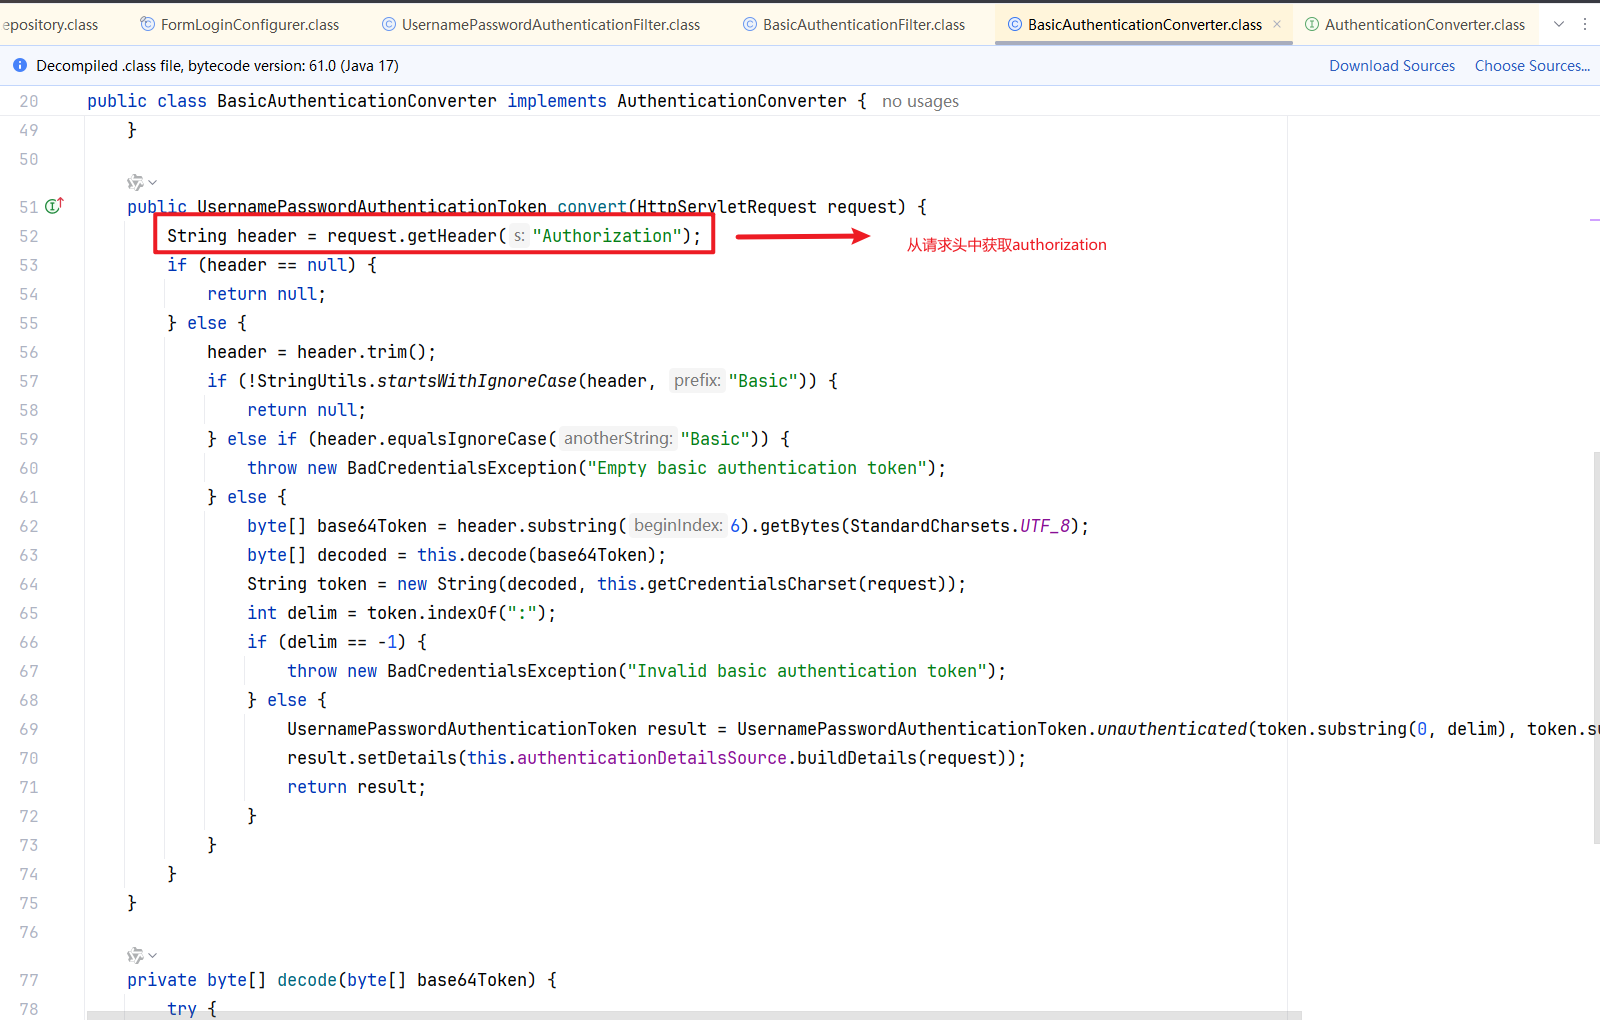 epository.class FormLoginConfigurer.class UsernamePasswordAuthenticationFilter.class BasicAuthenticationFilter.class BasicAuthenticationConverter.class AuthenticationConverter.class
Decompiled .class file, bytecode version: 61.0 (Java 17) Download Sources Choose Sources...
20 public class BasicAuthenticationConverter implements AuthenticationConverter { no usages
49 }
50
51 public UsernamePasswordAuthenticationToken convert(HttpServletRequest request) {
52 String header = request.getHeader( s: "Authorization"); 从请求头中获取authorization
53 if (header == null) {
54 return null;
55 } else {
56 header = header.trim();
57 if (!StringUtils.startsWithIgnoreCase(header, prefix: "Basic")) {
58 return null;
59 } else if (header.equalsIgnoreCase( anotherString: "Basic")) {
60 throw new BadCredentialsException("Empty basic authentication token");
61 } else {
62 byte[] base64Token = header.substring( beginIndex: 6).getBytes(StandardCharsets.UTF_8);
63 byte[] decoded = this.decode(base64Token);
64 String token = new String(decoded, this.getCredentialsCharset(request));
65 int delim = token.indexOf(":");
66 if (delim == -1) {
67 throw new BadCredentialsException("Invalid basic authentication token");
68 } else {
69 UsernamePasswordAuthenticationToken result = UsernamePasswordAuthenticationToken.unauthenticated(token.substring(0, delim), token.su
70 result.setDetails(this.authenticationDetailsSource.buildDetails(request));
71 return result;
72 }
73 }
74 }
75 }
76
77 private byte[] decode(byte[] base64Token) {
78 try {